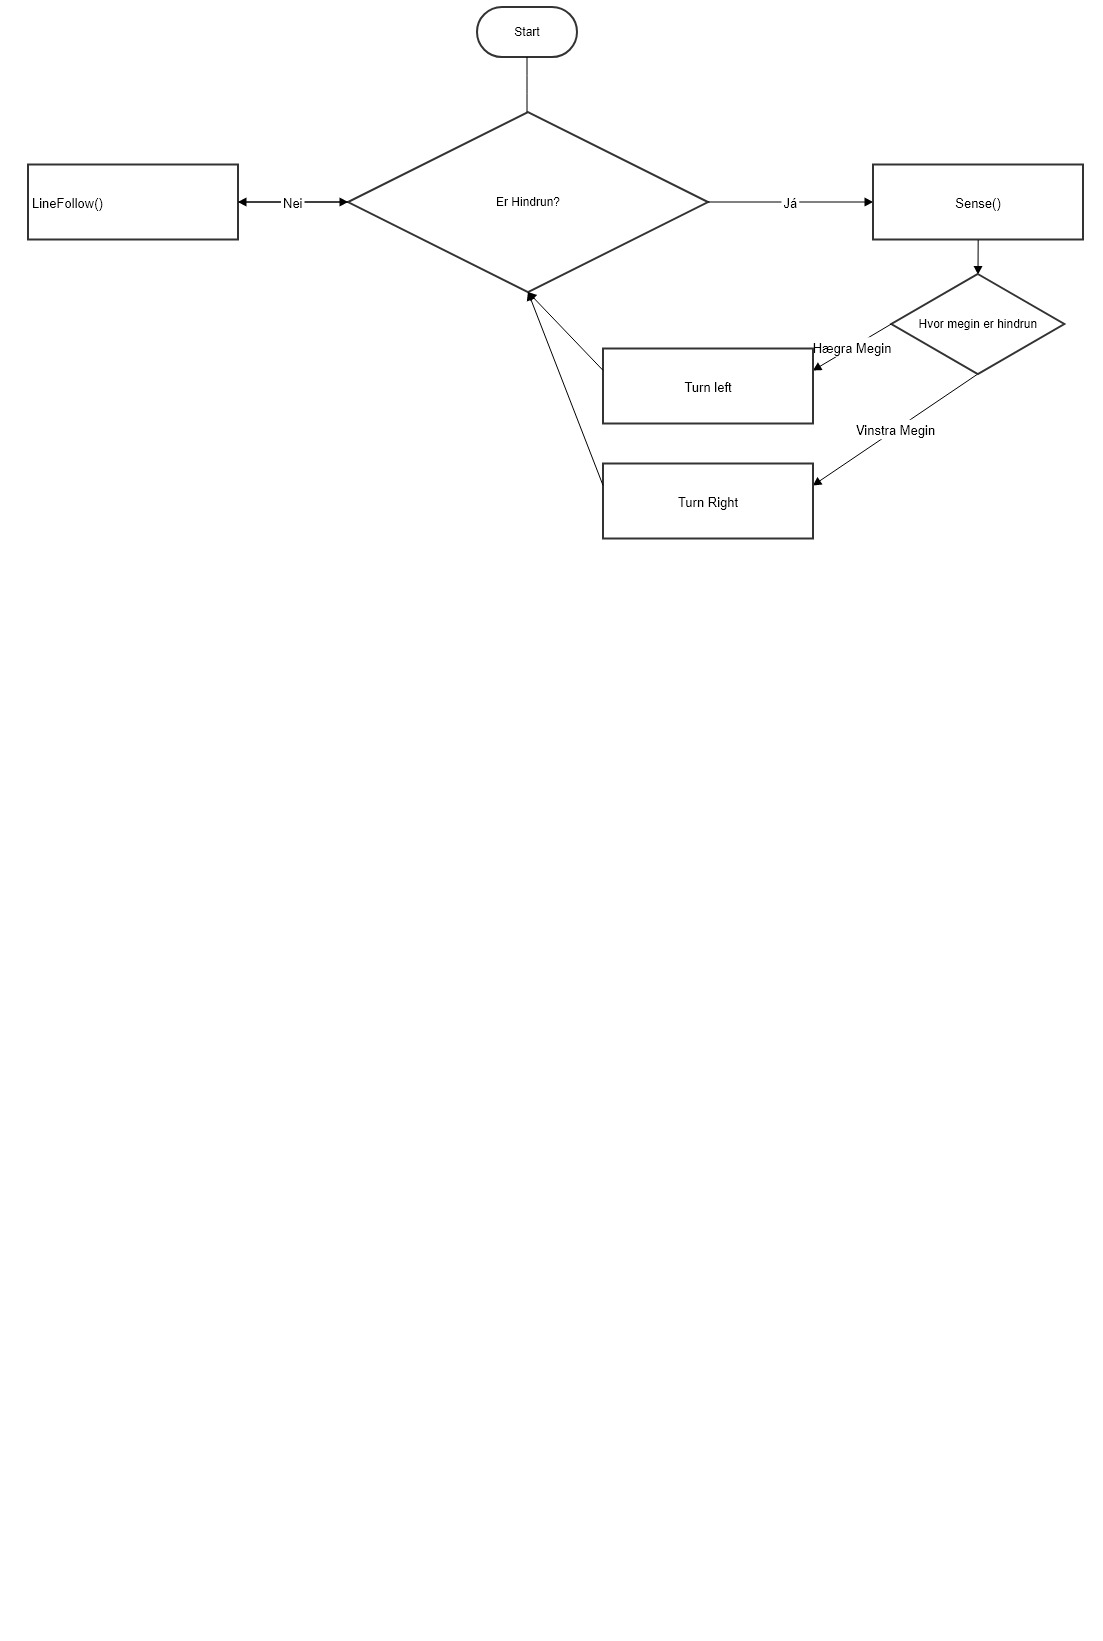 Start
Er Hindrun?
LineFollow()
Nei
Já
Sense()
Hvor megin er hindrun
Hægra Megin
Turn left
Vinstra Megin
Turn Right